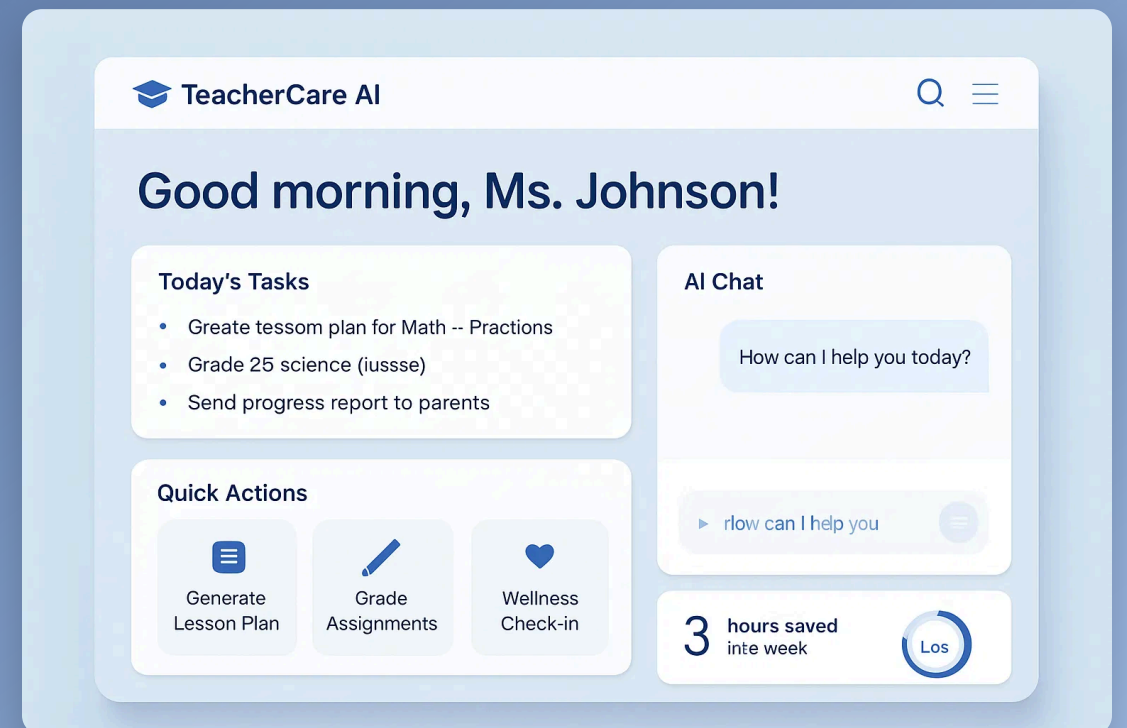 TeacherCare AI
Good morning, Ms. Johnson!
Today's Tasks
• Greate tessom plan for Math -- Practions
• Grade 25 science (iussse)
• Send progress report to parents
Quick Actions
Generate
Lesson Plan
Grade
Assignments
Wellness
Check-in
AI Chat
How can I help you today?
rlow can I help you
3 hours saved
inte week
Los